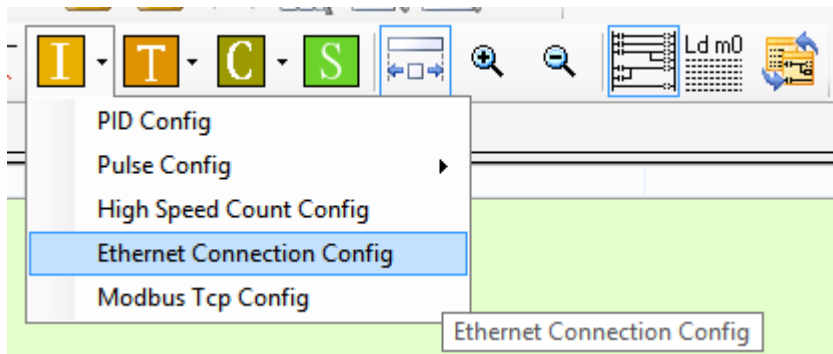 I T C S Ld m0
PID Config
Pulse Config
High Speed Count Config
Ethernet Connection Config
Modbus Tcp Config
Ethernet Connection Config